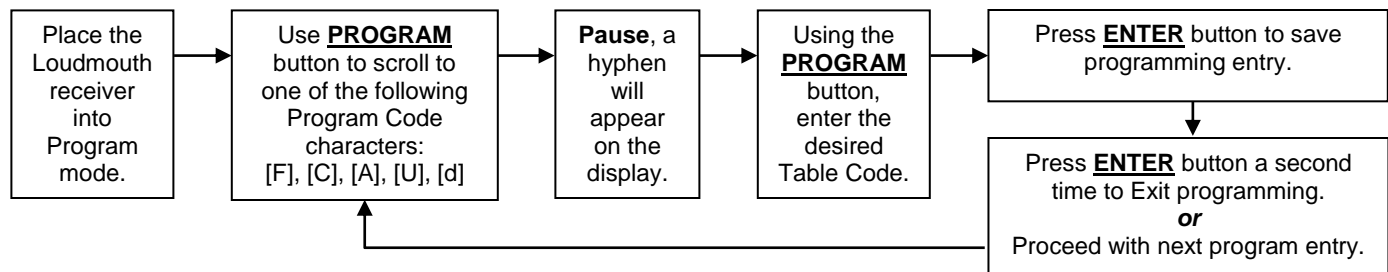 Place the
Loudmouth
receiver
into
Program
mode.
Use PROGRAM
button to scroll to
one of the following
Program Code
characters:
[F], [C], [A], [U], [d]
Pause, a
hyphen
will
appear
on the
display.
Using the
PROGRAM
button,
enter the
desired
Table Code.
Press ENTER button to save
programming entry.
Press ENTER button a second
time to Exit programming.
or
Proceed with next program entry.